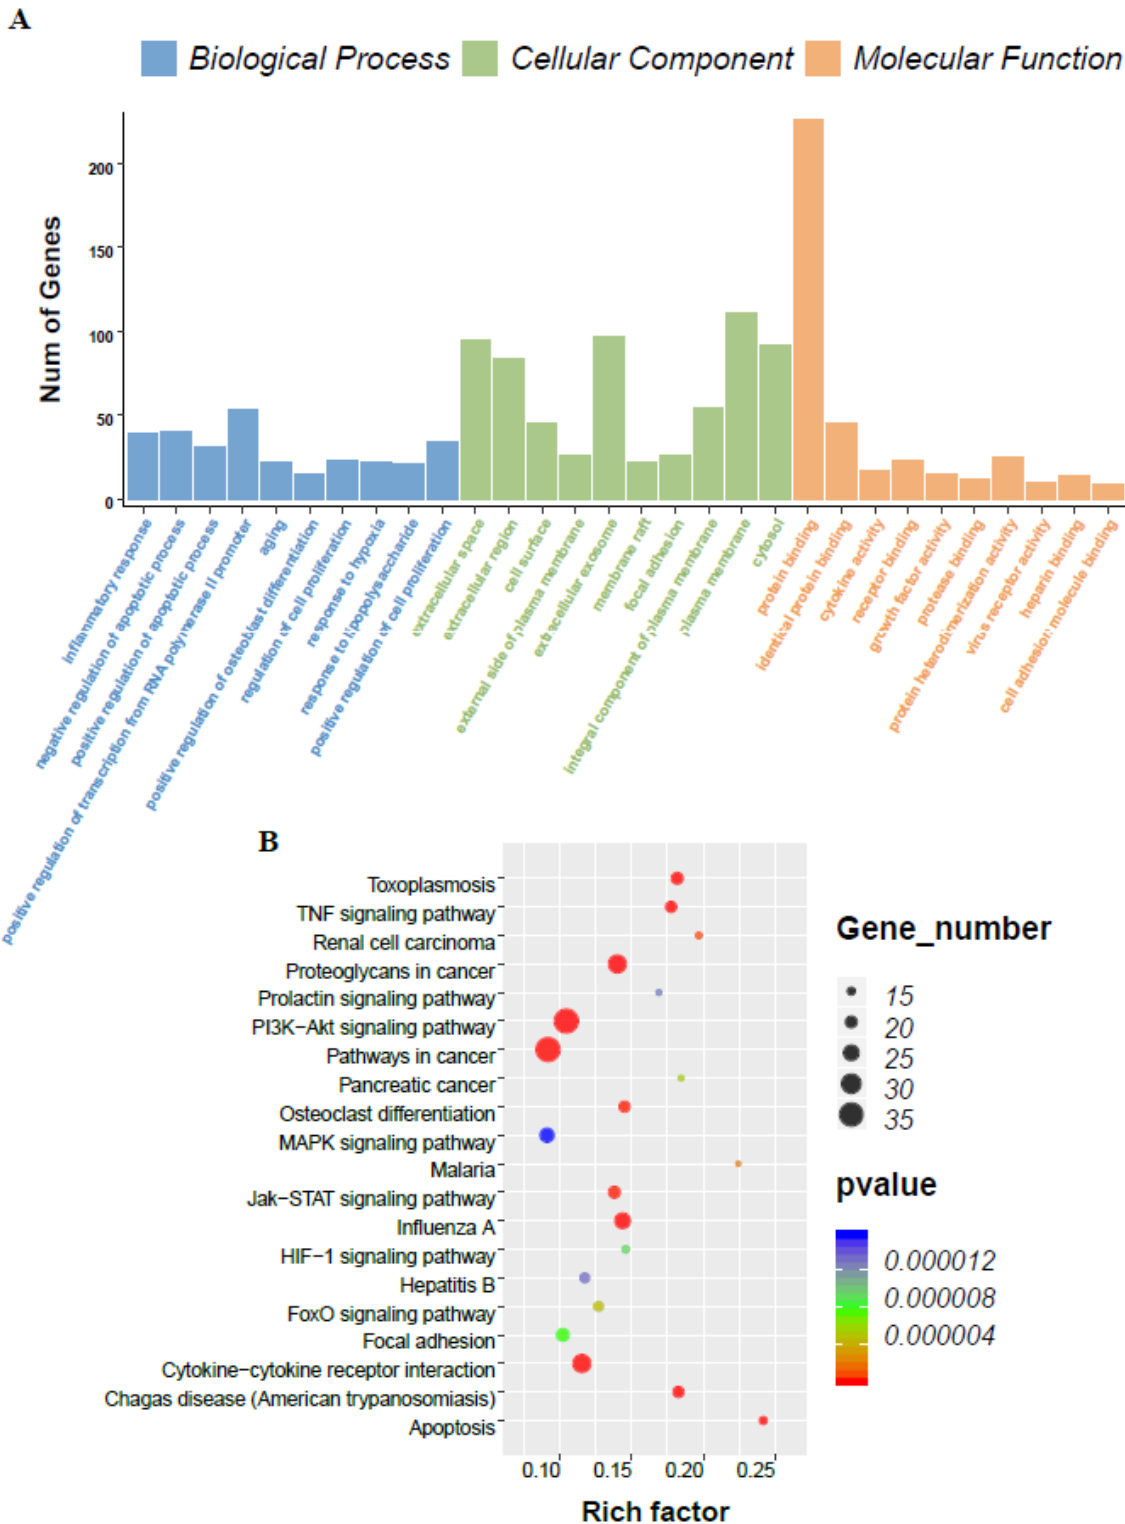 A
Biological Process Cellular Component Molecular Function
Num of Genes
200
150
100
50
0
inflammatory response
negative regulation of apoptotic process
positive regulation of apoptotic process
positive regulation of transcription from RNA polymerase II promoter
aging
positive regulation of osteoblast differentiation
regulation of cell proliferation
response to hypoxia
response to lipopolysaccharide
positive regulation of cell proliferation
extracellular space
extracellular region
cell surface
external side of plasma membrane
extracellular exosome
membrane raft
focal adhesion
integral component of plasma membrane
plasma membrane
cytosol
protein binding
identical protein binding
cytokine activity
receptor binding
growth factor activity
protease binding
protein heterodimerization activity
virus receptor activity
heparin binding
cell adhesion molecule binding
B
Toxoplasmosis
TNF signaling pathway
Renal cell carcinoma
Proteoglycans in cancer
Prolactin signaling pathway
PI3K−Akt signaling pathway
Pathways in cancer
Pancreatic cancer
Osteoclast differentiation
MAPK signaling pathway
Malaria
Jak−STAT signaling pathway
Influenza A
HIF−1 signaling pathway
Hepatitis B
FoxO signaling pathway
Focal adhesion
Cytokine−cytokine receptor interaction
Chagas disease (American trypanosomiasis)
Apoptosis
0.10 0.15 0.20 0.25
Rich factor
Gene_number
15
20
25
30
35
pvalue
0.000012
0.000008
0.000004